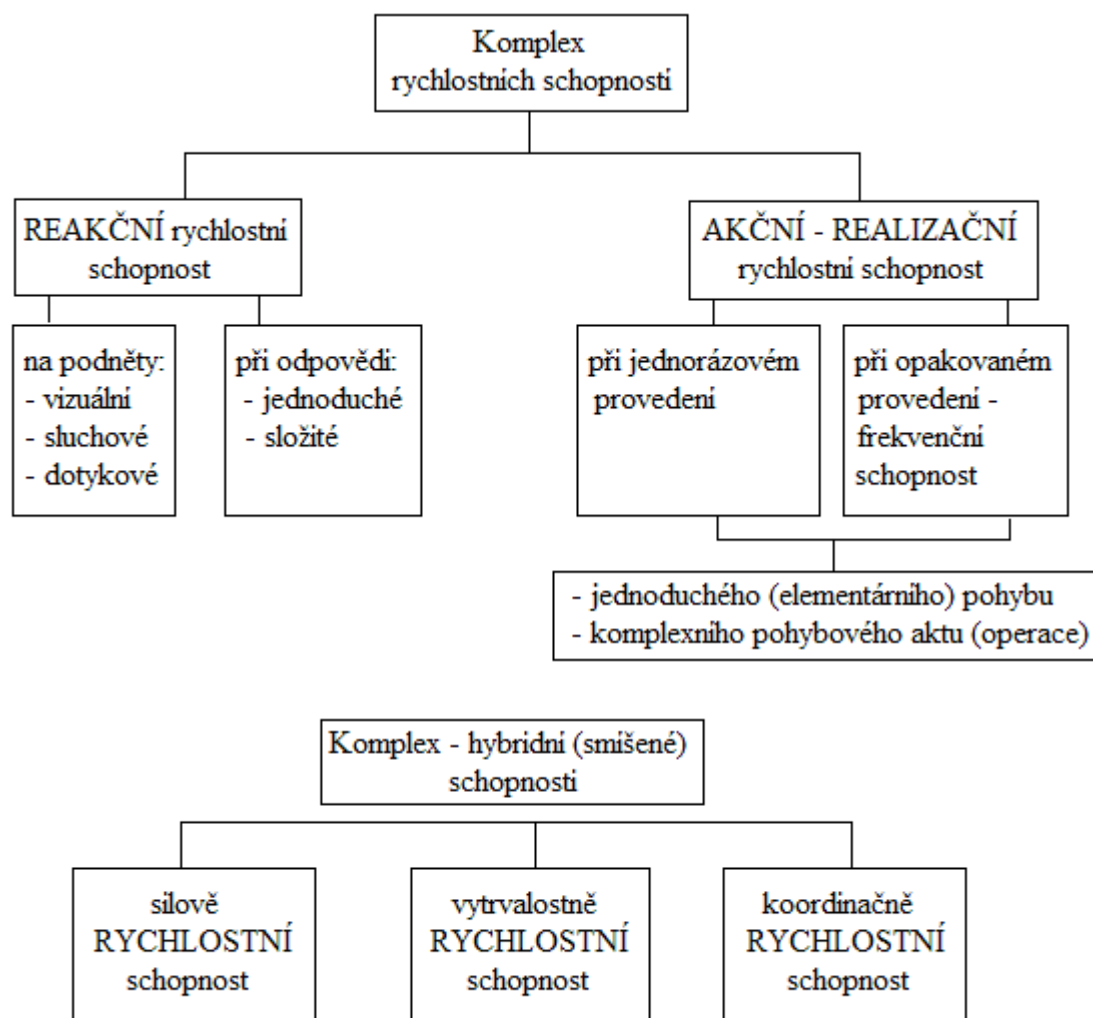 Komplex
rychlostních schopností
REAKČNÍ rychlostní
schopnost
AKČNÍ - REALIZAČNÍ
rychlostní schopnost
na podněty:
- vizuální
- sluchové
- dotykové
při odpovědi:
- jednoduché
- složité
při jednorázovém
provedení
při opakovaném
provedení -
frekvenční
schopnost
- jednoduchého (elementárního) pohybu
- komplexního pohybového aktu (operace)
Komplex - hybridní (smíšené)
schopnosti
silově
RYCHLOSTNÍ
schopnost
vytrvalostně
RYCHLOSTNÍ
schopnost
koordinačně
RYCHLOSTNÍ
schopnost